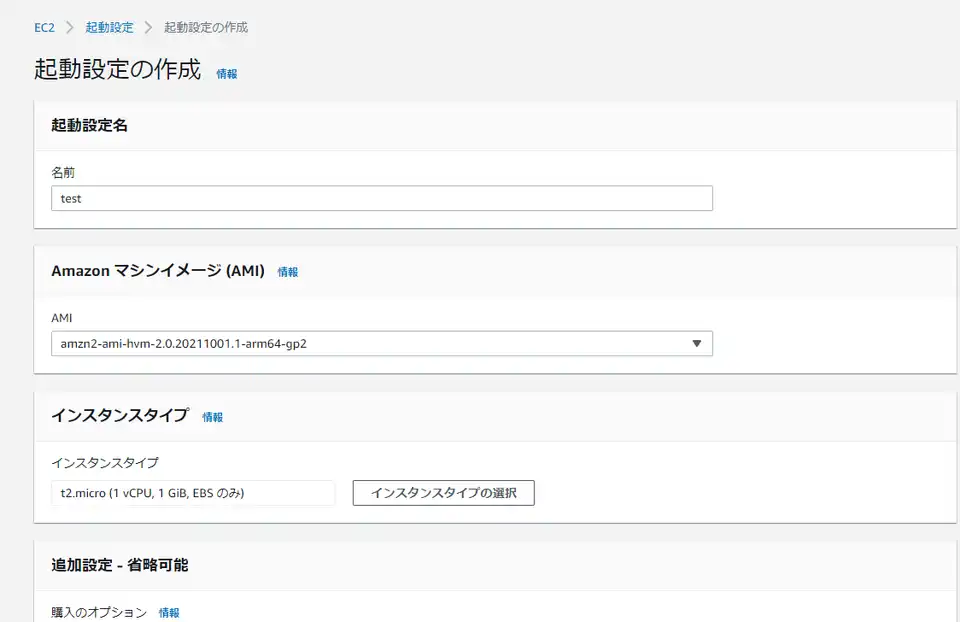 EC2 > 起動設定 > 起動設定の作成
起動設定の作成 情報
起動設定名
名前
test
Amazon マシンイメージ (AMI) 情報
AMI
amzn2-ami-hvm-2.0.20211001.1-arm64-gp2
インスタンスタイプ 情報
インスタンスタイプ
t2.micro (1 vCPU, 1 GiB, EBS のみ) インスタンスタイプの選択
追加設定 - 省略可能
購入のオプション 情報